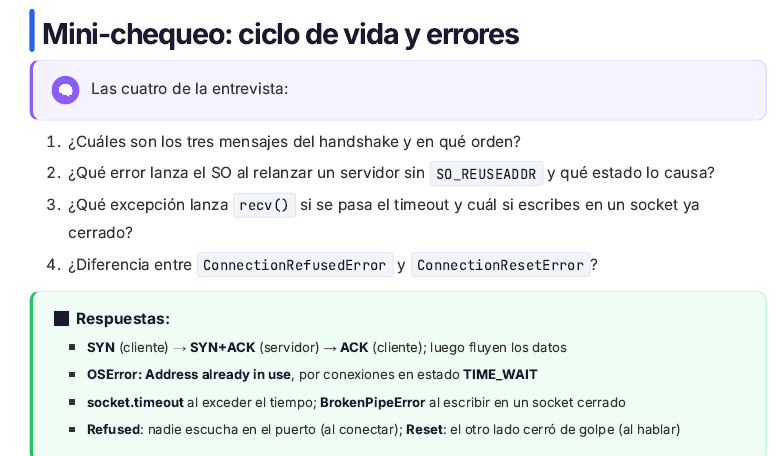 Mini-chequeo: ciclo de vida y errores
Las cuatro de la entrevista:
1. ¿Cuáles son los tres mensajes del handshake y en qué orden?
2. ¿Qué error lanza el SO al relanzar un servidor sin SO_REUSEADDR y qué estado lo causa?
3. ¿Qué excepción lanza recv() si se pasa el timeout y cuál si escribes en un socket ya
cerrado?
4. ¿Diferencia entre ConnectionRefusedError y ConnectionResetError?
Respuestas:
SYN (cliente) → SYN+ACK (servidor) → ACK (cliente); luego fluyen los datos
OSError: Address already in use, por conexiones en estado TIME_WAIT
socket.timeout al exceder el tiempo; BrokenPipeError al escribir en un socket cerrado
Refused: nadie escucha en el puerto (al conectar); Reset: el otro lado cerró de golpe (al hablar)